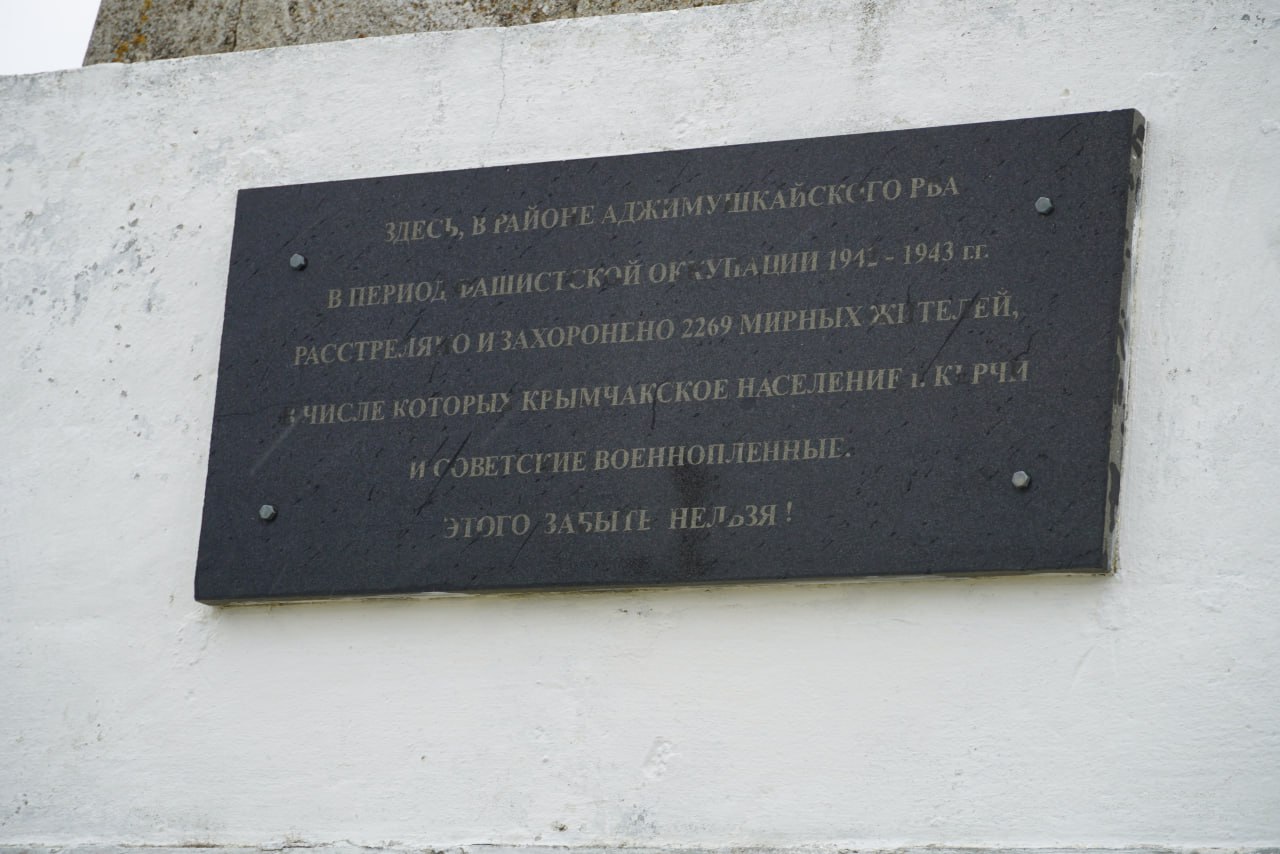 ЗДЕСЬ, В РАЙОНЕ АДЖИМУШКАЙСКОГО РВА
В ПЕРИОД ФАШИСТСКОЙ ОККУПАЦИИ 1942 - 1943 гг.
РАССТРЕЛЯНО И ЗАХОРОНЕНО 2269 МИРНЫХ ЖИТЕЛЕЙ,
В ЧИСЛЕ КОТОРЫХ КРЫМЧАКСКОЕ НАСЕЛЕНИЕ г. КЕРЧИ
И СОВЕТСКИЕ ВОЕННОПЛЕННЫЕ.
ЭТОГО ЗАБЫТЬ НЕЛЬЗЯ !